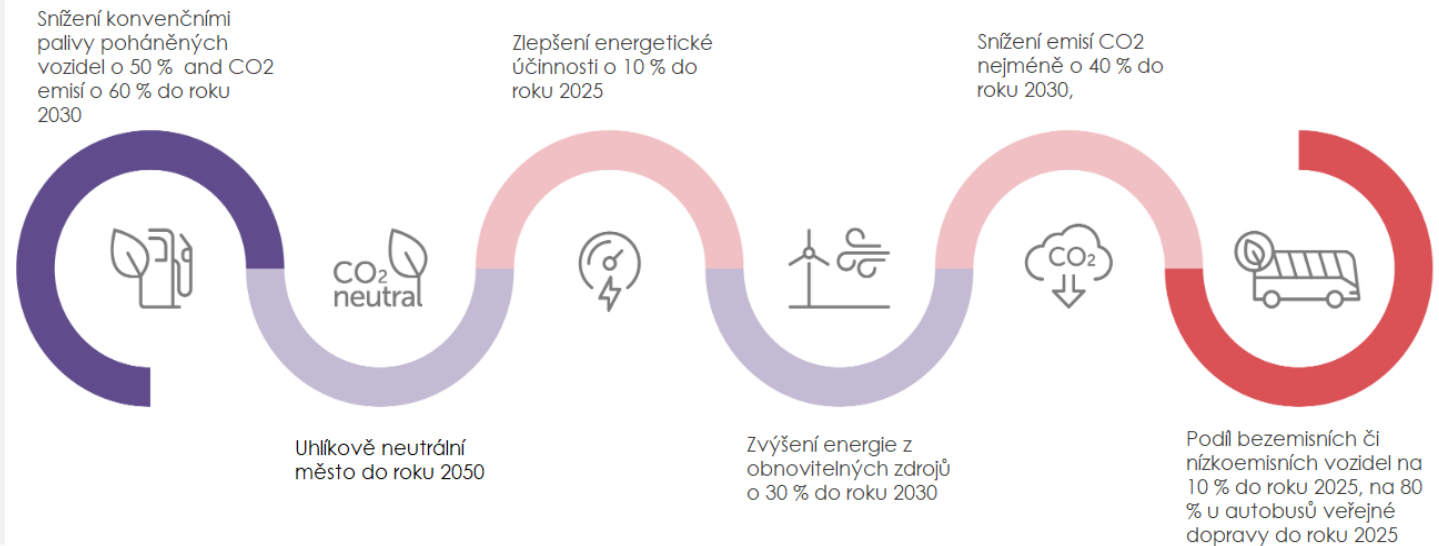 Snížení konvenčními
palivy poháněných
vozidel o 50 % and CO2
emisí o 60 % do roku
2030
CO2
neutral
Uhlíkově neutrální
město do roku 2050
Zlepšení energetické
účinnosti o 10 % do
roku 2025
Zvýšení energie z
obnovitelných zdrojů
o 30 % do roku 2030
Snížení emisí CO2
nejméně o 40 % do
roku 2030,
CO2
Podíl bezemisních či
nízkoemisních vozidel na
10 % do roku 2025, na 80
% u autobusů veřejné
dopravy do roku 2025